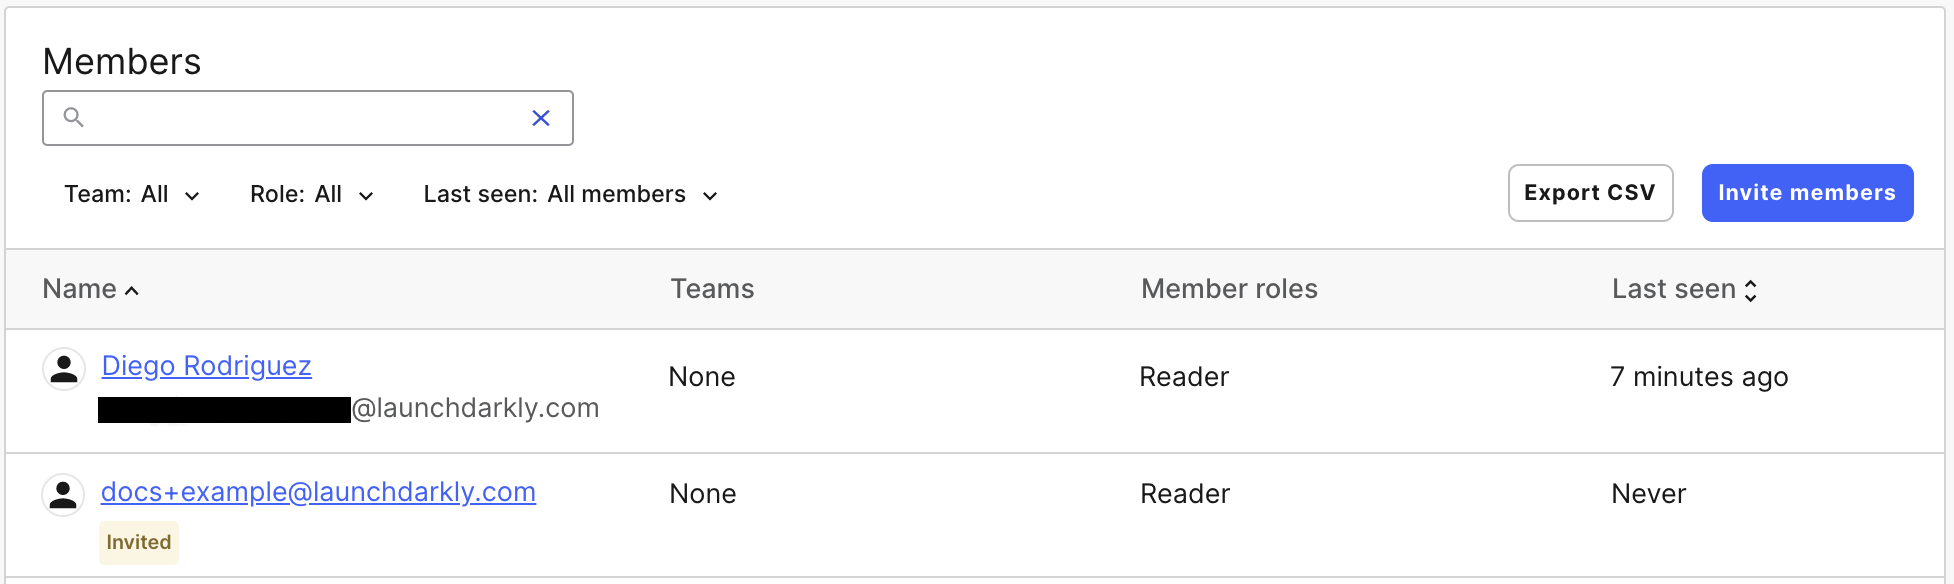 Members
Team: All Role: All Last seen: All members
Export CSV Invite members
Name Teams Member roles Last seen
Diego Rodriguez
None Reader 7 minutes ago
@launchdarkly.com
docs+example@launchdarkly.com None Reader Never
Invited